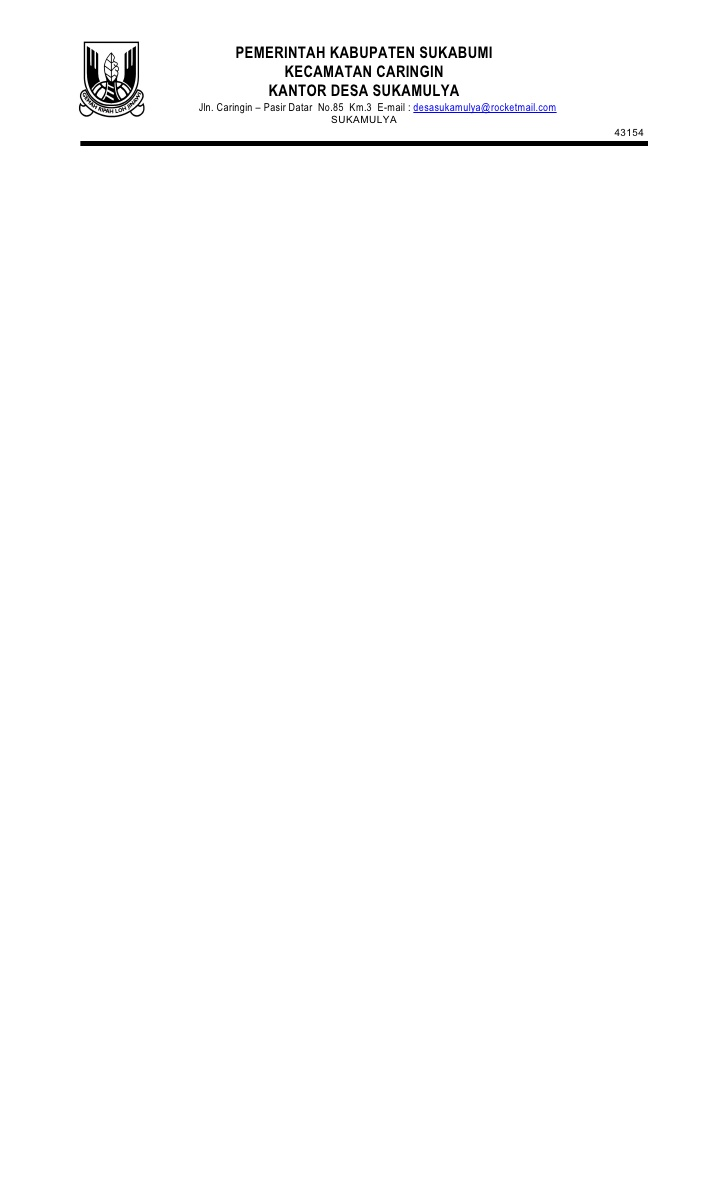 PEMERINTAH KABUPATEN SUKABUMI
KECAMATAN CARINGIN
KANTOR DESA SUKAMULYA
Jln. Caringin – Pasir Datar No.85 Km.3 E-mail : desasukamulya@rocketmail.com
SUKAMULYA
43154